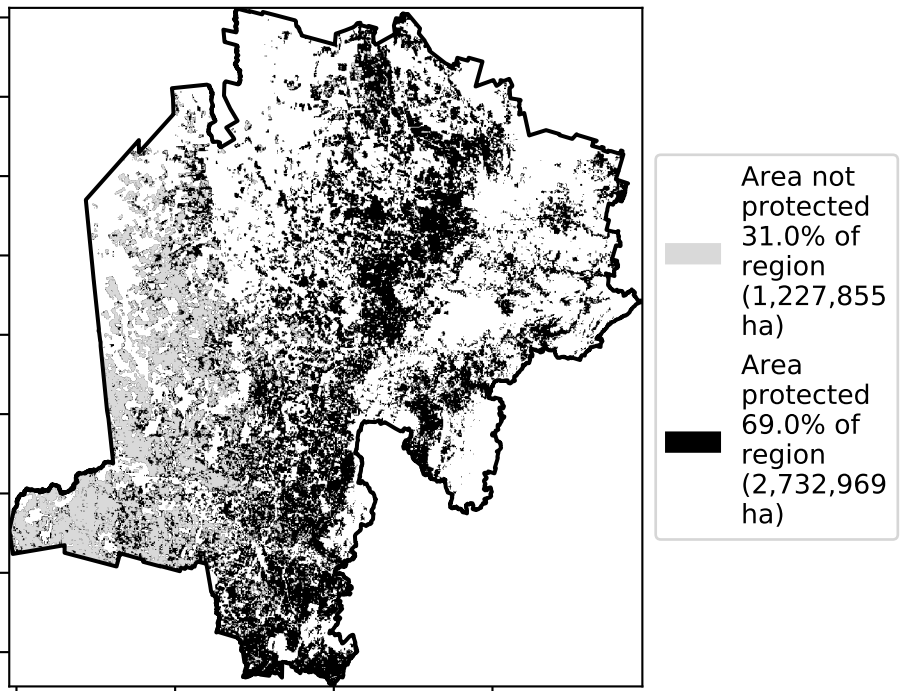 Area not
protected
31.0% of
region
(1,227,855
ha)
Area
protected
69.0% of
region
(2,732,969
ha)